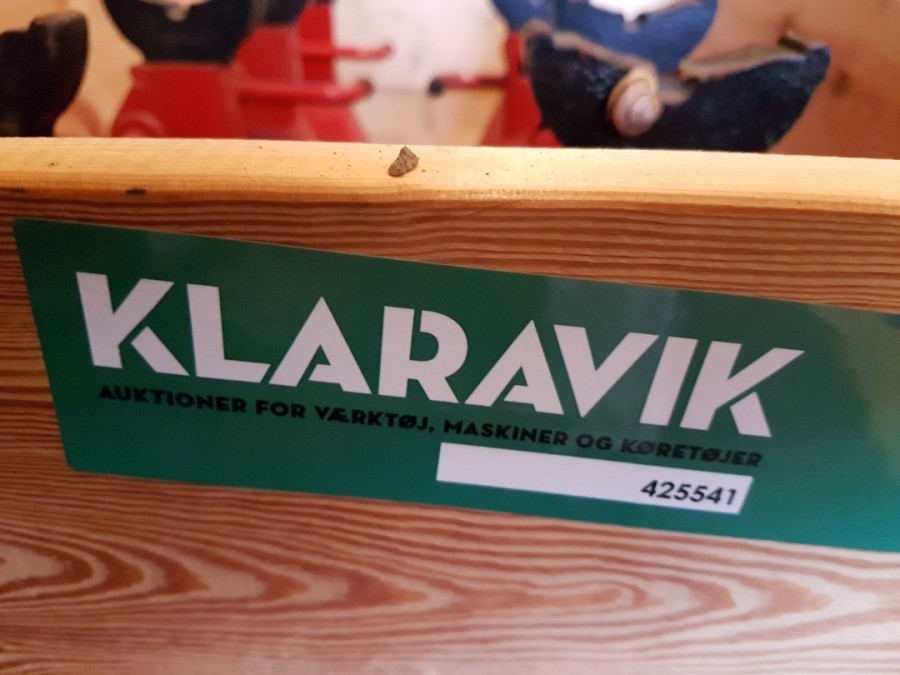 KLARAVIK
AUKTIONER FOR VÆRKTØJ, MASKINER OG KØRETØJER
425541